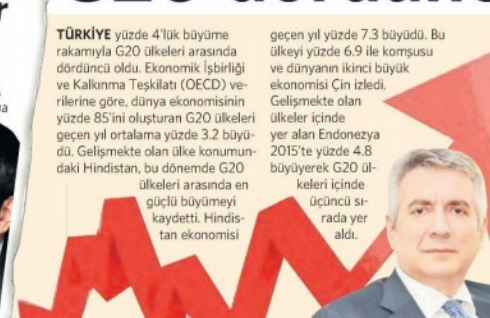 TÜRKİYE yüzde 4'lük büyüme
rakamıyla G20 ülkeleri arasında
dördüncü oldu. Ekonomik İşbirliği
ve Kalkınma Teşkilatı (OECD) ve-
rilerine göre, dünya ekonomisinin
yüzde 85'ini oluşturan G20 ülkeleri
geçen yıl ortalama yüzde 3.2 büyü-
dü. Gelişmekte olan ülke konumun-
daki Hindistan, bu dönemde G20
ülkeleri arasında en
güçlü büyümeyi
kaydetti. Hindis-
tan ekonomisi
geçen yıl yüzde 7.3 büyüdü. Bu
ülkeyi yüzde 6.9 ile komşusu
ve dünyanın ikinci büyük
ekonomisi Çin izledi.
Gelişmekte olan
ülkeler içinde
yer alan Endonezya
2015'te yüzde 4.8
büyüyerek G20 ül-
keleri içinde
üçüncü sı-
rada yer
aldı.